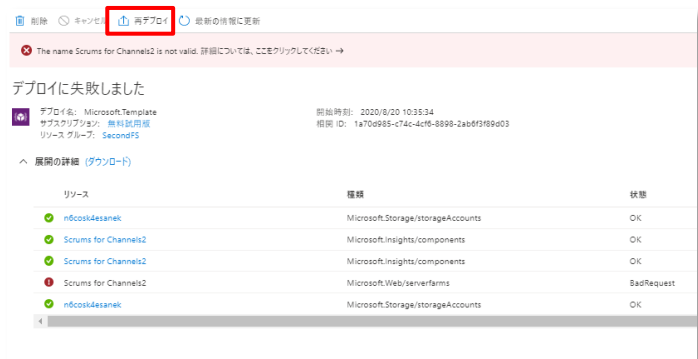 削除 キャンセル 再デプロイ 最新の情報に更新
The name Scrums for Channels2 is not valid. 詳細については、ここをクリックしてください →
デプロイに失敗しました
デプロイ名: Microsoft.Template 開始時刻: 2020/8/20 10:35:34
サブスクリプション: 無料試用版 相関 ID: 1a70d985-c74c-4cf6-8898-2ab6f3f89d03
リソース グループ: SecondFS
展開の詳細 (ダウンロード)
リソース 種類 状態
n6cosk4esanek Microsoft.Storage/storageAccounts OK
Scrums for Channels2 Microsoft.Insights/components OK
Scrums for Channels2 Microsoft.Insights/components OK
Scrums for Channels2 Microsoft.Web/serverfarms BadRequest
n6cosk4esanek Microsoft.Storage/storageAccounts OK